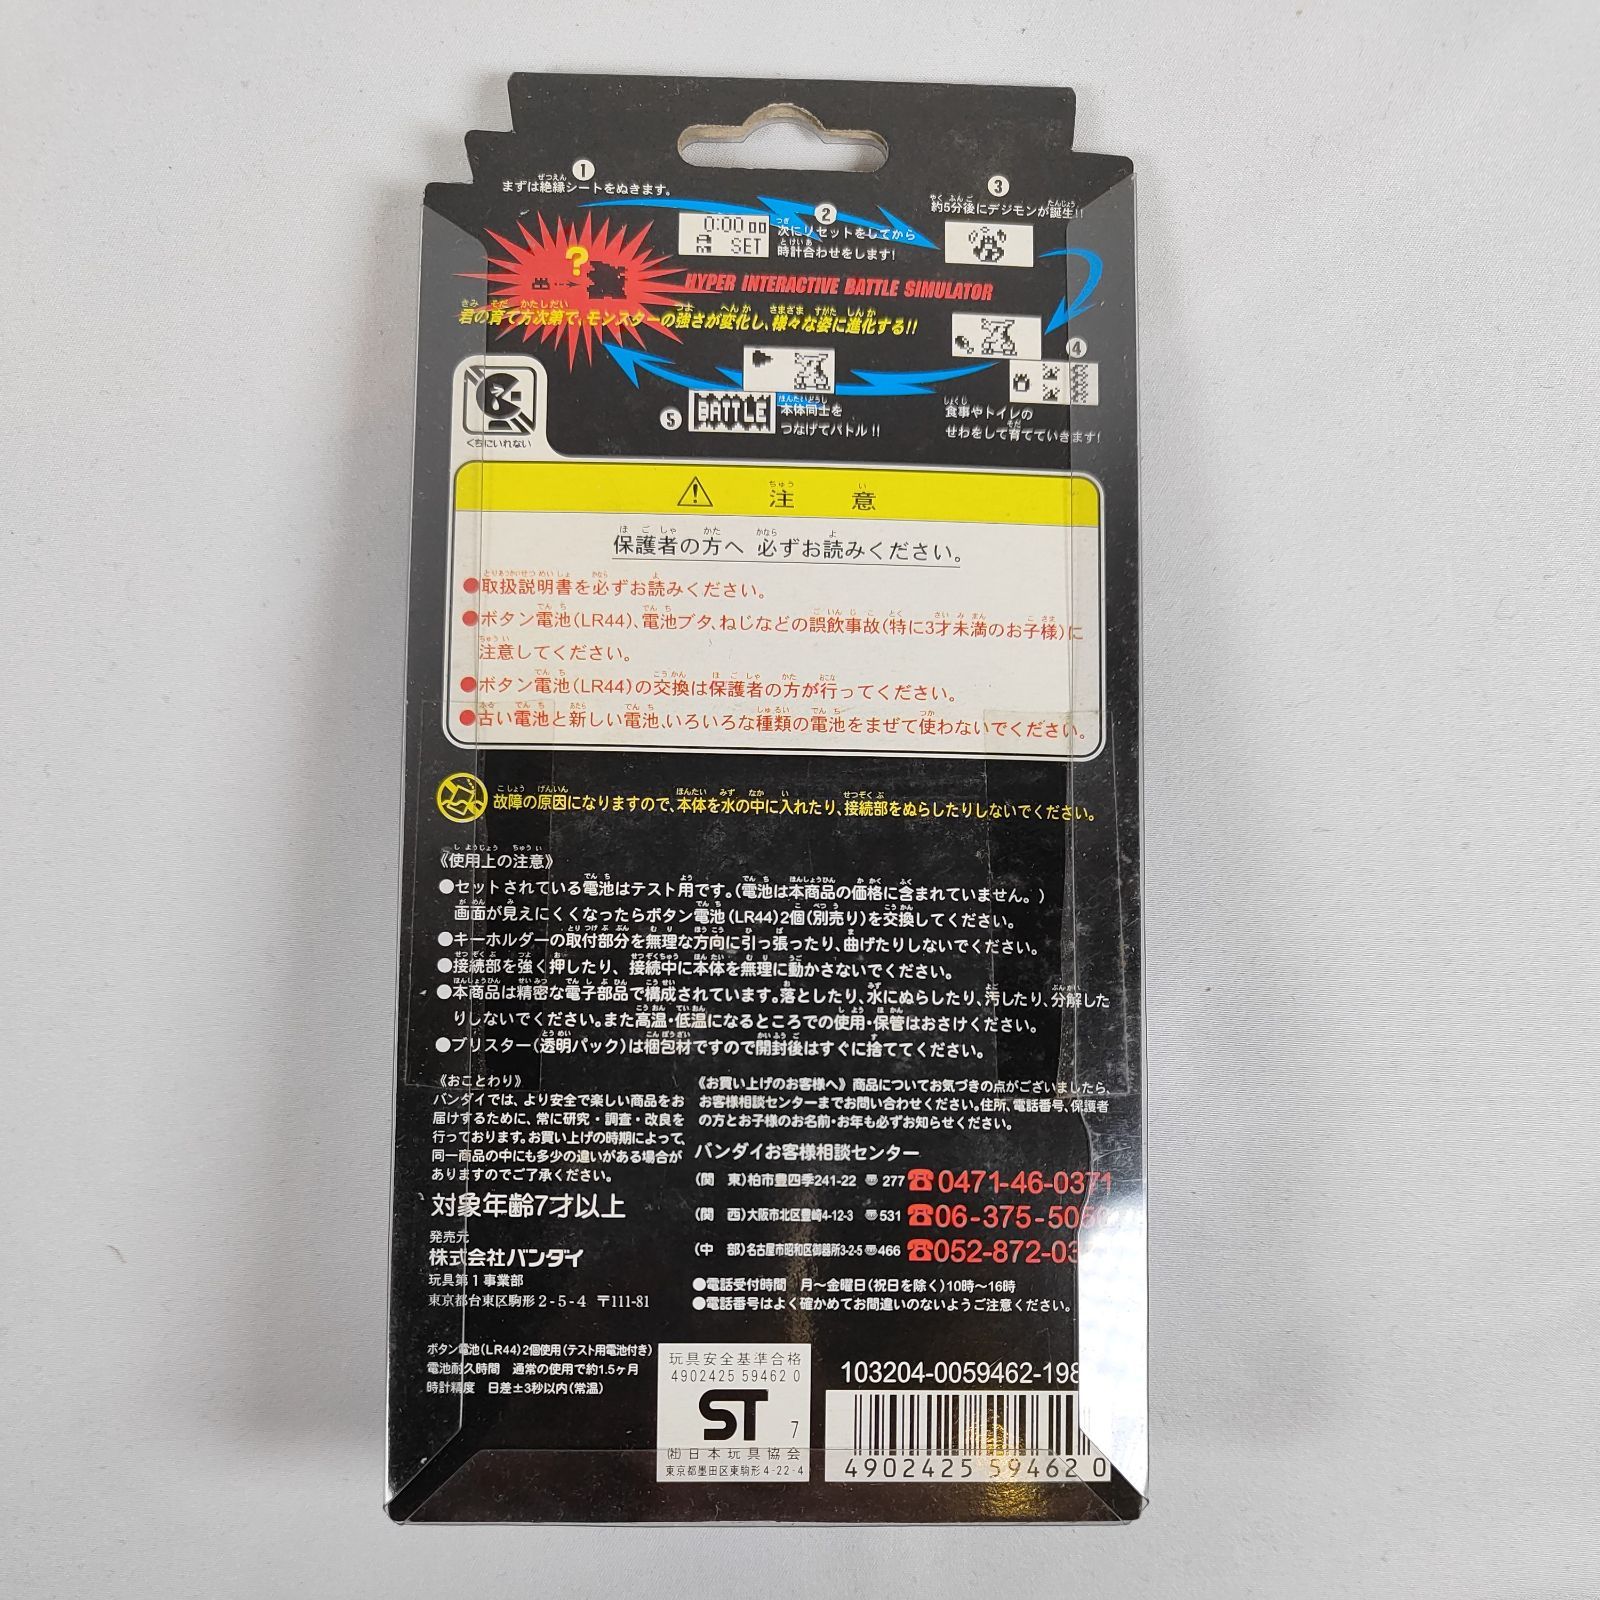 ①
まずは絶縁シートをぬきます。
0:00 00
AM SET
②
次にリセットをしてから
時計合わせをします!
③
約5分後にデジモンが誕生!!
?
HYPER INTERACTIVE BATTLE SIMULATOR
君の育て方次第で、モンスターの強さが変化し、様々な姿に進化する!!
④
食事やトイレの
せわをして育てていきます!
⑤
BATTLE
本体同士を
つなげてバトル!!
くちにいれない
注意
保護者の方へ 必ずお読みください。
●取扱説明書を必ずお読みください。
●ボタン電池(LR44)、電池ブタ、ねじなどの誤飲事故(特に3才未満のお子様)に
注意してください。
●ボタン電池(LR44)の交換は保護者の方が行ってください。
●古い電池と新しい電池、いろいろな種類の電池をまぜて使わないでください。
故障の原因になりますので、本体を水の中に入れたり、接続部をぬらしたりしないでください。
《使用上の注意》
●セットされている電池はテスト用です。(電池は本商品の価格に含まれていません。)
画面が見えにくくなったらボタン電池(LR44)2個(別売り)を交換してください。
●キーホルダーの取付部分を無理な方向に引っ張ったり、曲げたりしないでください。
●接続部を強く押したり、接続中に本体を無理に動かさないでください。
●本商品は精密な電子部品で構成されています。落としたり、水にぬらしたり、汚したり、分解した
りしないでください。また高温・低温になるところでの使用・保管はおさけください。
●ブリスター(透明パック)は梱包材ですので開封後はすぐに捨ててください。
《おことわり》
バンダイでは、より安全で楽しい商品をお
届けするために、常に研究・調査・改良を
行っております。お買い上げの時期によって、
同一商品の中にも多少の違いがある場合が
ありますのでご了承ください。
対象年齢7才以上
発売元
株式会社バンダイ
玩具第1事業部
東京都台東区駒形2-5-4 〒111-81
《お買い上げのお客様へ》商品についてお気づきの点がございましたら、
お客様相談センターまでお問い合わせください。住所、電話番号、保護者
の方とお子様のお名前・お年も必ずお知らせください。
バンダイお客様相談センター
(関 東)柏市豊四季241-22 〒277 ☎0471-46-0371
(関 西)大阪市北区豊崎4-12-3 〒531 ☎06-375-505
(中 部)名古屋市昭和区御器所3-2-5 〒466 ☎052-872-03
●電話受付時間 月～金曜日(祝日を除く)10時～16時
●電話番号はよく確かめてお間違いのないようご注意ください。
ボタン電池(LR44)2個使用(テスト用電池付き)
電池耐久時間 通常の使用で約1.5ヶ月
時計精度 日差±3秒以内(常温)
玩具安全基準合格
4902425 59462 0
ST 7
(社)日本玩具協会
東京都墨田区東駒形4-22-4
103204-0059462-198
4902425 594620